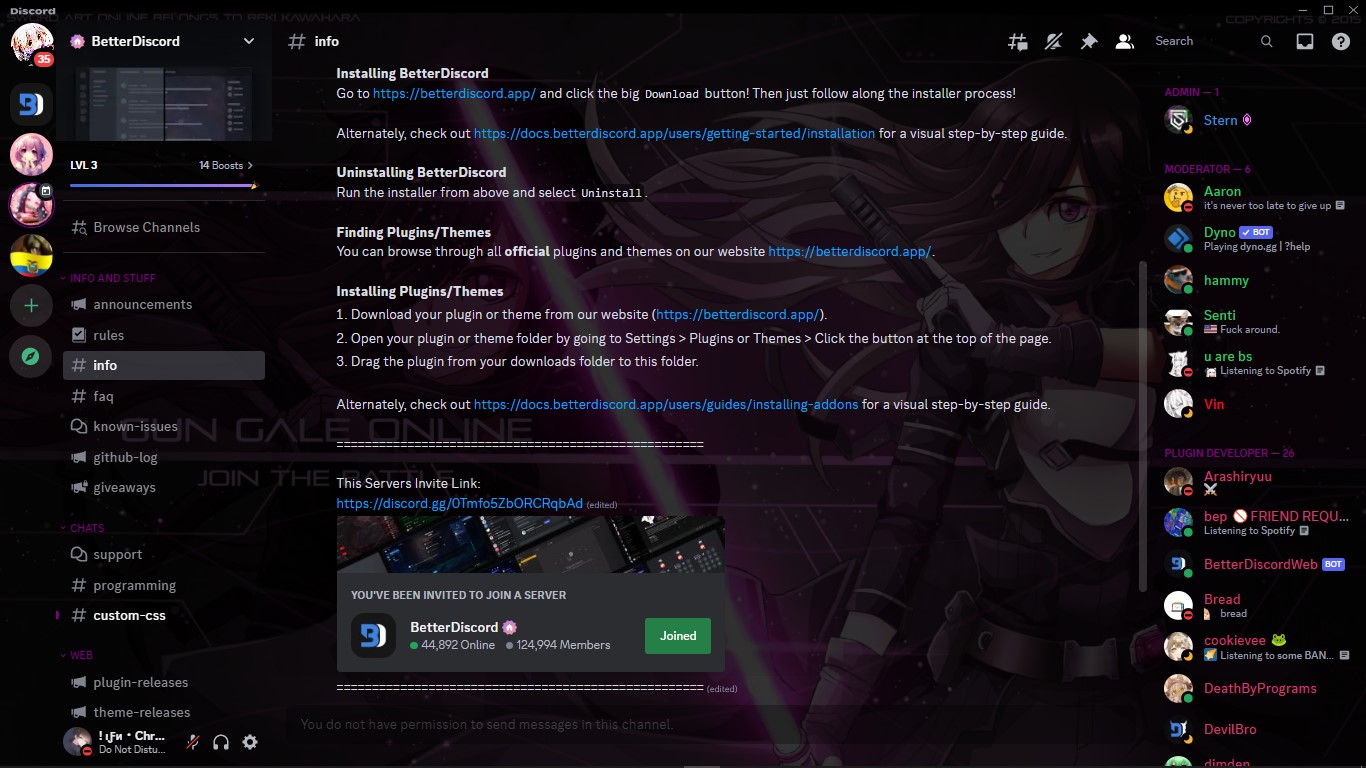 Discord
SWORD ART ONLINE BELONGS TO REKI KAWAHARA
COPYRIGHTS © 2015
35
BetterDiscord
LVL 3
14 Boosts
Browse Channels
INFO AND STUFF
announcements
rules
info
faq
known-issues
github-log
giveaways
CHATS
support
programming
custom-css
WEB
plugin-releases
theme-releases
Do Not Distu...
info
Search
Installing BetterDiscord
Go to https://betterdiscord.app/ and click the big Download button! Then just follow along the installer process!
Alternately, check out https://docs.betterdiscord.app/users/getting-started/installation for a visual step-by-step guide.
Uninstalling BetterDiscord
Run the installer from above and select Uninstall.
Finding Plugins/Themes
You can browse through all official plugins and themes on our website https://betterdiscord.app/.
Installing Plugins/Themes
1. Download your plugin or theme from our website (https://betterdiscord.app/).
2. Open your plugin or theme folder by going to Settings > Plugins or Themes > Click the button at the top of the page.
3. Drag the plugin from your downloads folder to this folder.
Alternately, check out https://docs.betterdiscord.app/users/guides/installing-addons for a visual step-by-step guide.
GUN GALE ONLINE
JOIN THE BATTLE
This Servers Invite Link:
https://discord.gg/0Tmfo5ZbORCRqbAd (edited)
YOU'VE BEEN INVITED TO JOIN A SERVER
BetterDiscord
44,892 Online 124,994 Members
Joined
(edited)
You do not have permission to send messages in this channel.
ADMIN — 1
Stern
MODERATOR — 6
Aaron
it's never too late to give up
Dyno BOT
Playing dyno.gg | ?help
hammy
Senti
Fuck around.
u are bs
Listening to Spotify
Vin
PLUGIN DEVELOPER — 26
Arashiryuu
bep 🚫 FRIEND REQU...
Listening to Spotify
BetterDiscordWeb BOT
Bread
bread
cookievee
Listening to some BAN...
DeathByPrograms
DevilBro
dimden